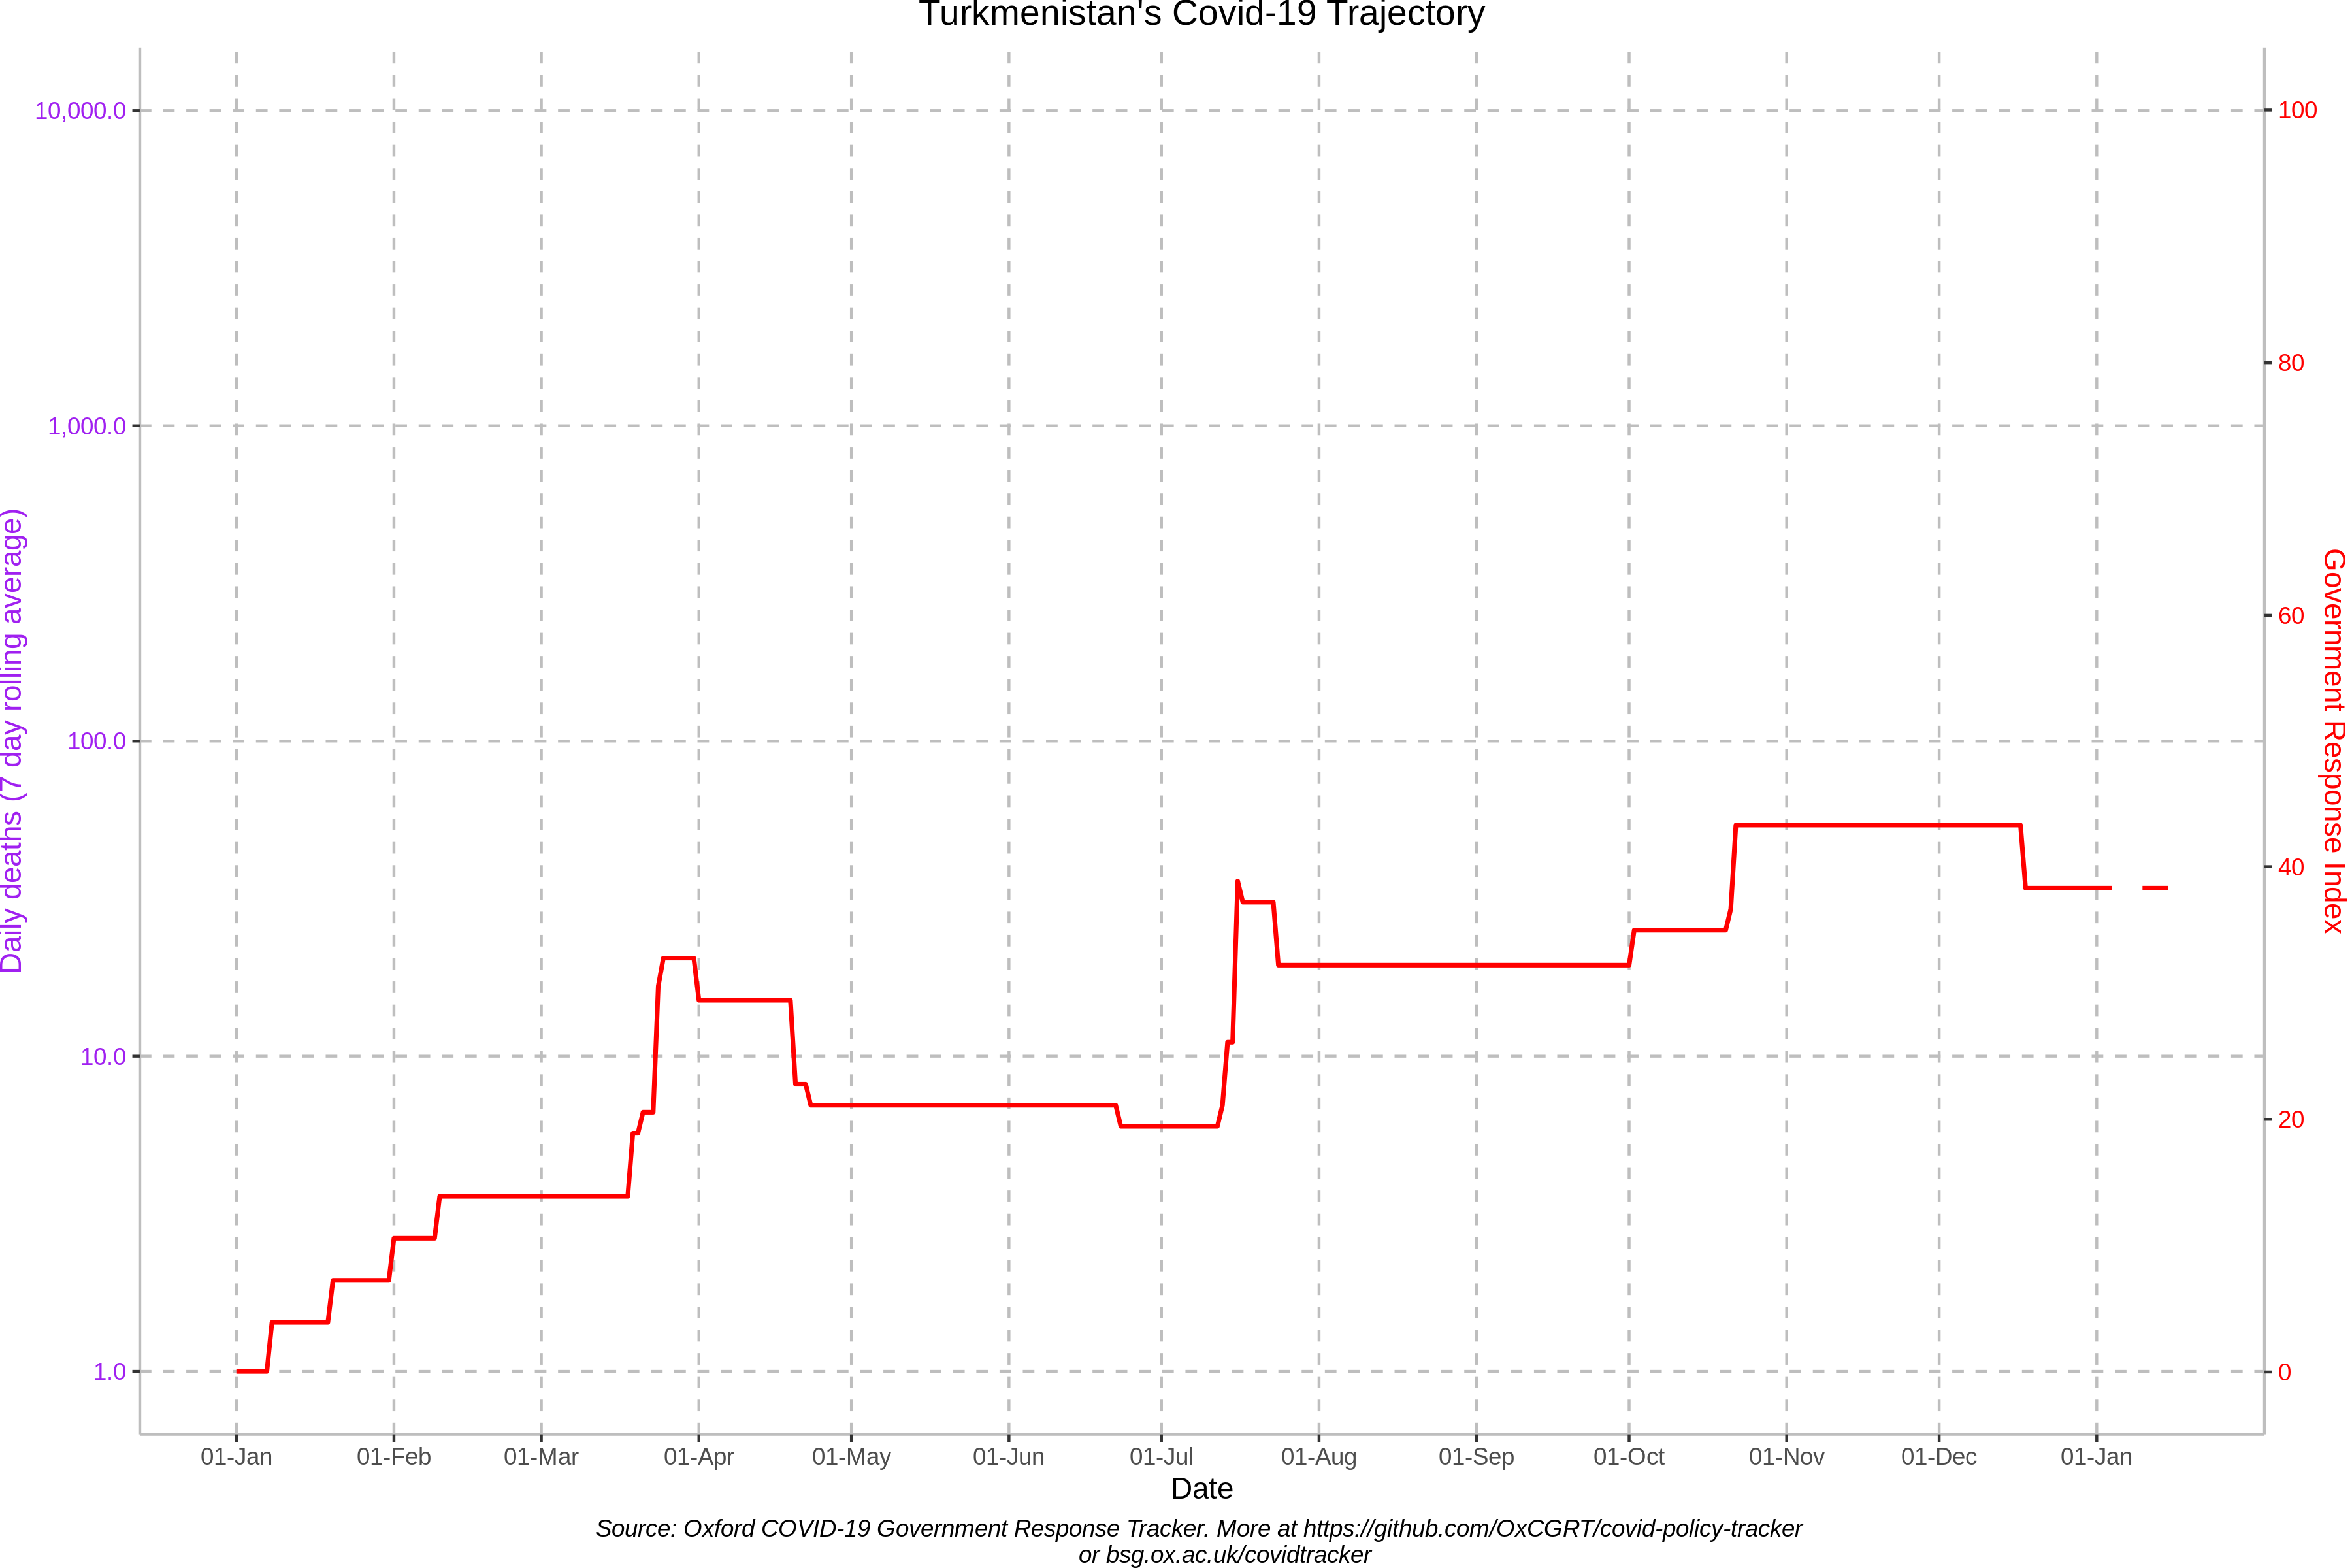 Turkmenistan's Covid-19 Trajectory
10,000.0
1,000.0
100.0
10.0
1.0
Daily deaths (7 day rolling average)
100
80
60
40
20
0
Government Response Index
01-Jan
01-Feb
01-Mar
01-Apr
01-May
01-Jun
01-Jul
01-Aug
01-Sep
01-Oct
01-Nov
01-Dec
01-Jan
Date
Source: Oxford COVID-19 Government Response Tracker. More at https://github.com/OxCGRT/covid-policy-tracker
or bsg.ox.ac.uk/covidtracker